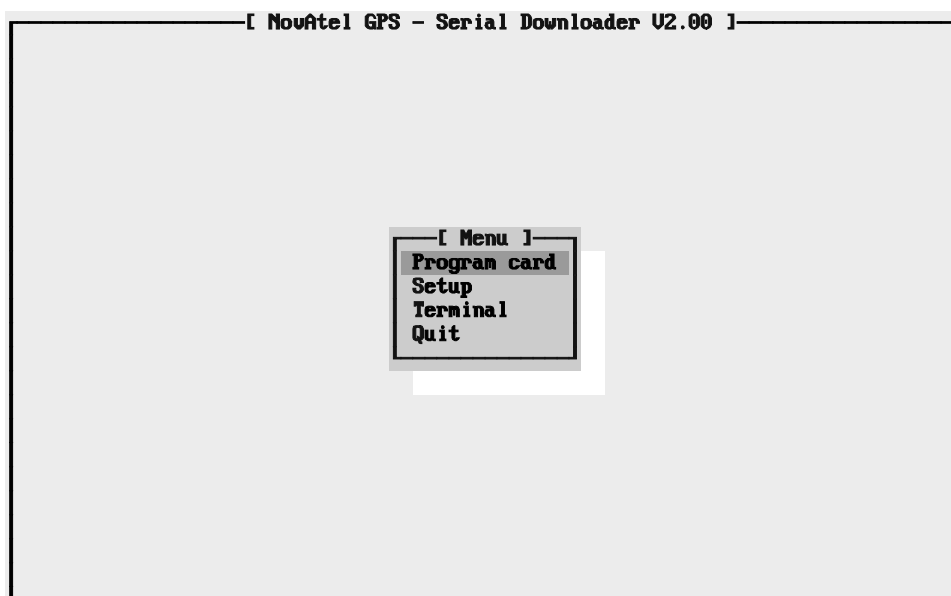 [ NovAtel GPS – Serial Downloader V2.00 ]
[ Menu ]
Program card
Setup
Terminal
Quit